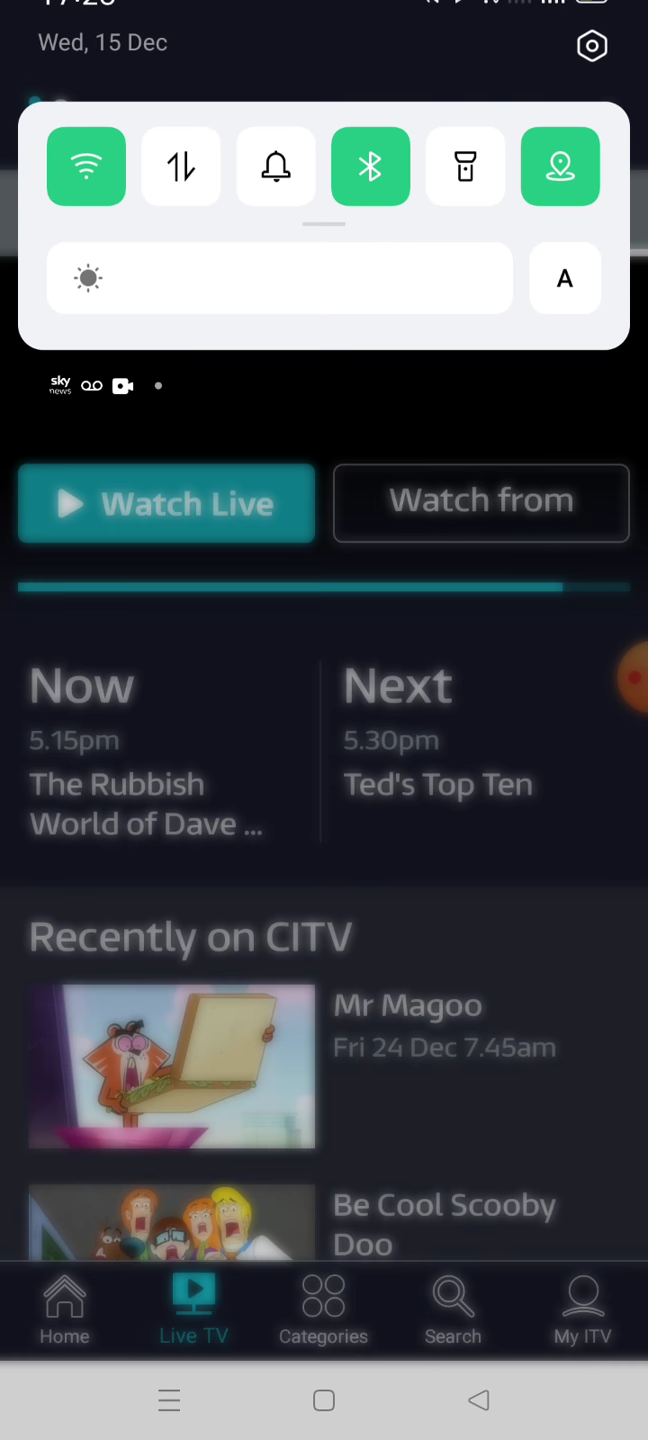 Wed, 15 Dec
A
sky
news
Watch Live
Watch from
Now
5.15pm
The Rubbish
World of Dave ...
Next
5.30pm
Ted's Top Ten
Recently on CITV
Mr Magoo
Fri 24 Dec 7.45am
Be Cool Scooby
Doo
Home
Live TV
Categories
Search
My ITV